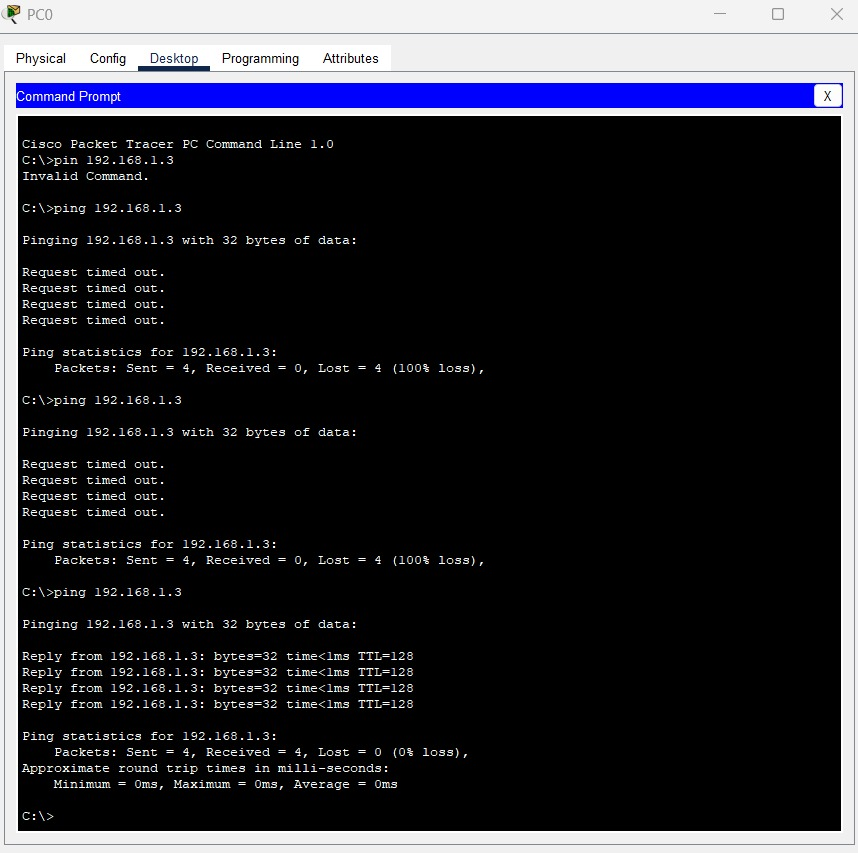 PC0
Physical Config Desktop Programming Attributes
Command Prompt
X
Cisco Packet Tracer PC Command Line 1.0
C:\>pin 192.168.1.3
Invalid Command.
C:\>ping 192.168.1.3
Pinging 192.168.1.3 with 32 bytes of data:
Request timed out.
Request timed out.
Request timed out.
Request timed out.
Ping statistics for 192.168.1.3:
Packets: Sent = 4, Received = 0, Lost = 4 (100% loss),
C:\>ping 192.168.1.3
Pinging 192.168.1.3 with 32 bytes of data:
Request timed out.
Request timed out.
Request timed out.
Request timed out.
Ping statistics for 192.168.1.3:
Packets: Sent = 4, Received = 0, Lost = 4 (100% loss),
C:\>ping 192.168.1.3
Pinging 192.168.1.3 with 32 bytes of data:
Reply from 192.168.1.3: bytes=32 time<1ms TTL=128
Reply from 192.168.1.3: bytes=32 time<1ms TTL=128
Reply from 192.168.1.3: bytes=32 time<1ms TTL=128
Reply from 192.168.1.3: bytes=32 time<1ms TTL=128
Ping statistics for 192.168.1.3:
Packets: Sent = 4, Received = 4, Lost = 0 (0% loss),
Approximate round trip times in milli-seconds:
Minimum = 0ms, Maximum = 0ms, Average = 0ms
C:\>